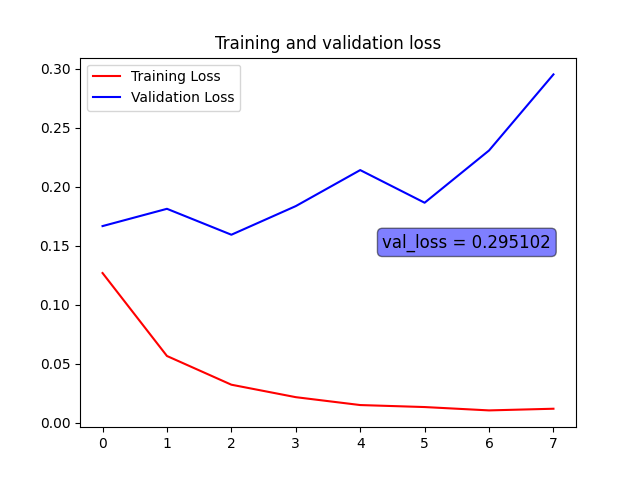 Training and validation loss
Training Loss
Validation Loss
0.30
0.25
0.20
0.15
0.10
0.05
0.00
val_loss = 0.295102
0 1 2 3 4 5 6 7